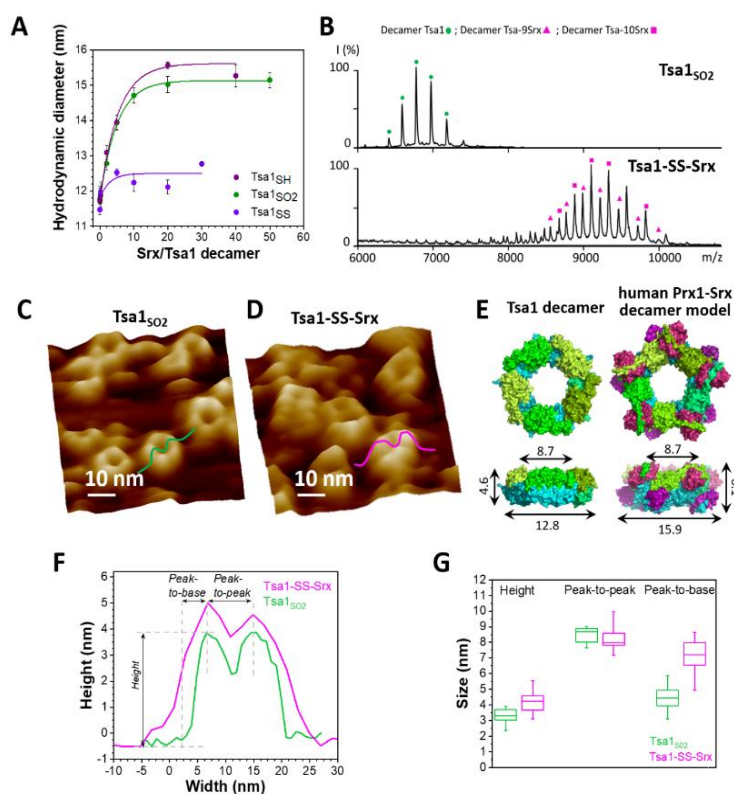 A
Hydrodynamic diameter (nm)
16
15
14
13
12
11
0 10 20 30 40 50 60
Srx/Tsa1 decamer
Tsa1SH
Tsa1SO2
Tsa1SS
B
Decamer Tsa1 ● ; Decamer Tsa-9Srx ▲ ; Decamer Tsa-10Srx ■
I (%)
100
0
Tsa1SO2
100
0
Tsa1-SS-Srx
6000 7000 8000 9000 10000 m/z
C
Tsa1SO2
10 nm
D
Tsa1-SS-Srx
10 nm
E
Tsa1 decamer
human Prx1-Srx
decamer model
8.7
4.6
12.8
8.7
15.9
F
Height (nm)
6
5
4
3
2
1
0
-1
-10 -5 0 5 10 15 20 25 30
Width (nm)
Peak-
to-base
Peak-
to-peak
Tsa1-SS-Srx
Tsa1SO2
Height
G
Size (nm)
12
11
10
9
8
7
6
5
4
3
2
1
0
Height Peak-to-peak Peak-to-base
Tsa1SO2
Tsa1-SS-Srx